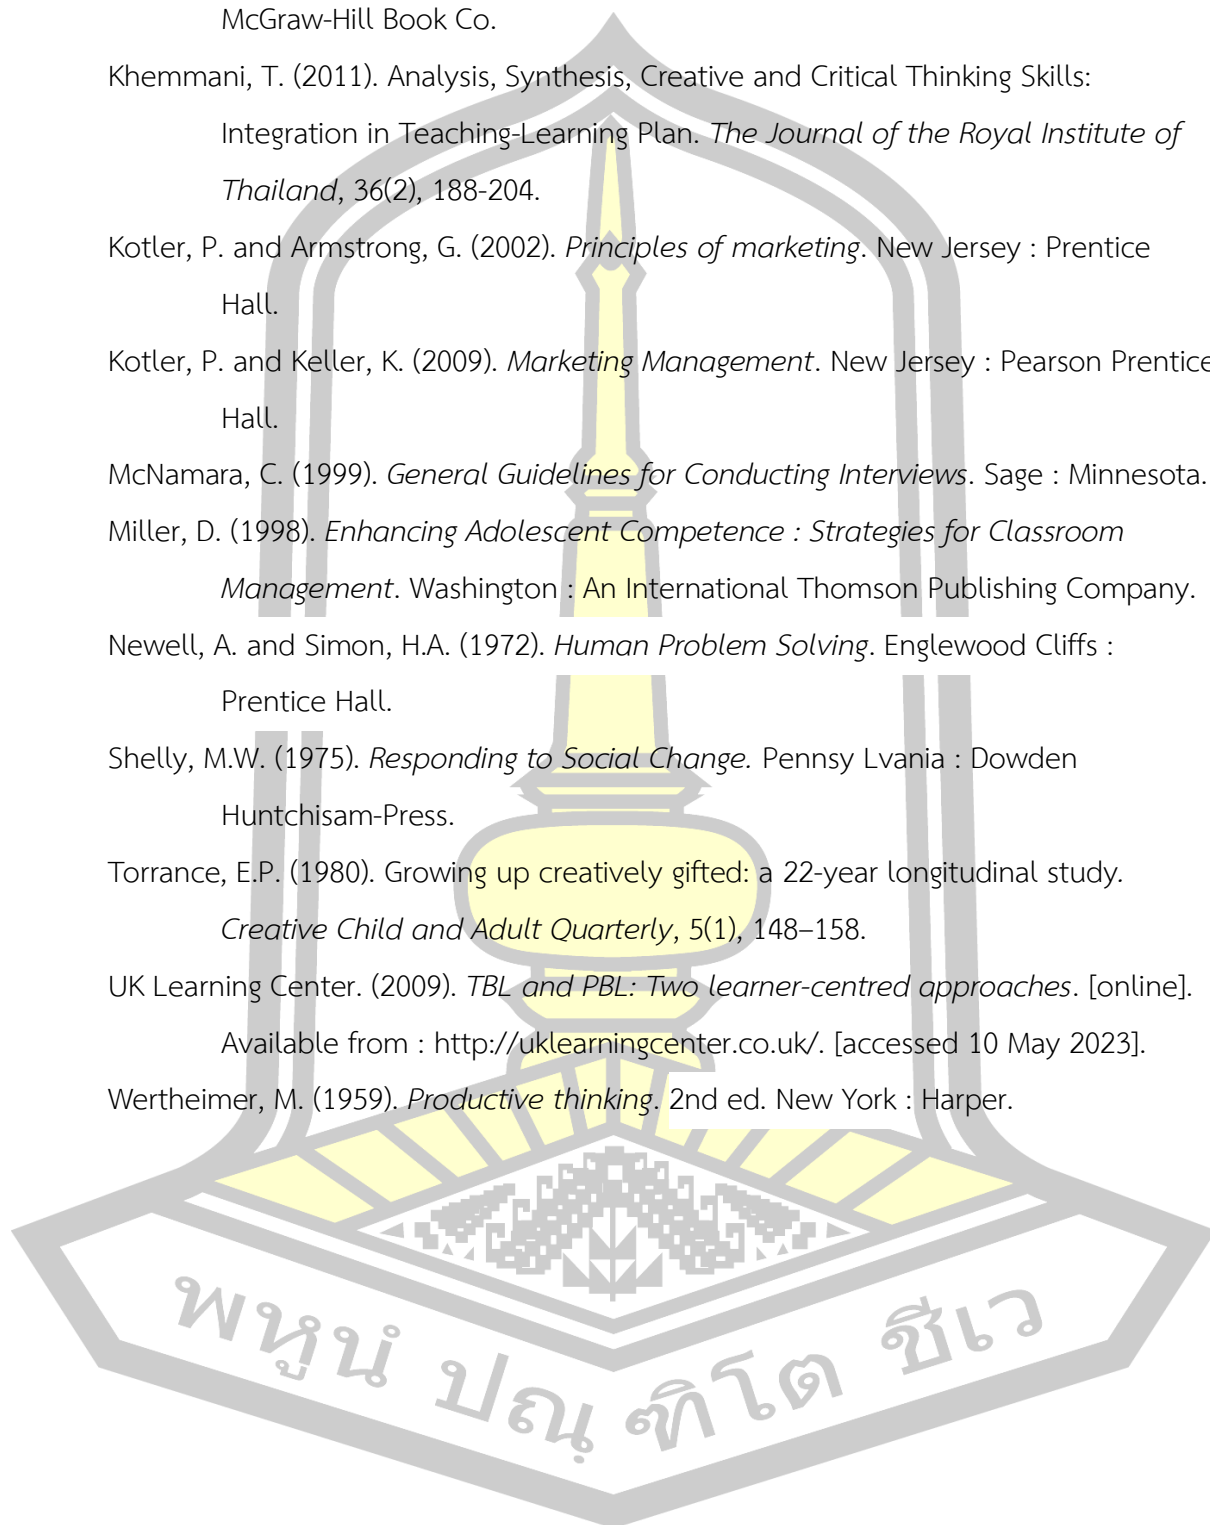 McGraw-Hill Book Co.
Khemmani, T. (2011). Analysis, Synthesis, Creative and Critical Thinking Skills:
Integration in Teaching-Learning Plan. The Journal of the Royal Institute of
Thailand, 36(2), 188-204.
Kotler, P. and Armstrong, G. (2002). Principles of marketing. New Jersey : Prentice
Hall.
Kotler, P. and Keller, K. (2009). Marketing Management. New Jersey : Pearson Prentice
Hall.
McNamara, C. (1999). General Guidelines for Conducting Interviews. Sage : Minnesota.
Miller, D. (1998). Enhancing Adolescent Competence : Strategies for Classroom
Management. Washington : An International Thomson Publishing Company.
Newell, A. and Simon, H.A. (1972). Human Problem Solving. Englewood Cliffs :
Prentice Hall.
Shelly, M.W. (1975). Responding to Social Change. Pennsy Lvania : Dowden
Huntchisam-Press.
Torrance, E.P. (1980). Growing up creatively gifted: a 22-year longitudinal study.
Creative Child and Adult Quarterly, 5(1), 148–158.
UK Learning Center. (2009). TBL and PBL: Two learner-centred approaches. [online].
Available from : http://uklearningcenter.co.uk/. [accessed 10 May 2023].
Wertheimer, M. (1959). Productive thinking. 2nd ed. New York : Harper.
พหูนํ ปณฺ ฑิโต ชีเว